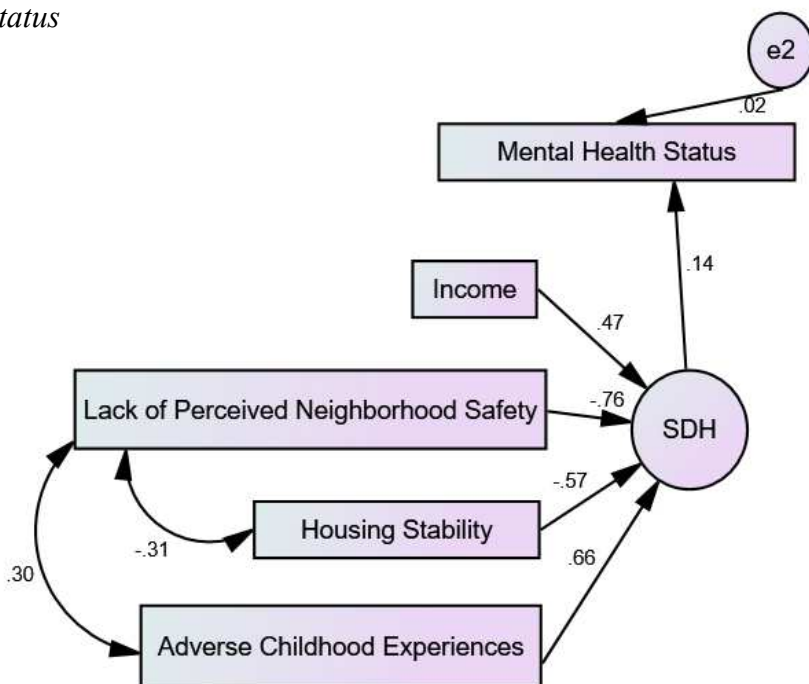 tatus
e2
.02
Mental Health Status
.14
Income
.47
Lack of Perceived Neighborhood Safety
-.76
SDH
-.57
Housing Stability
-.31
.66
.30
Adverse Childhood Experiences